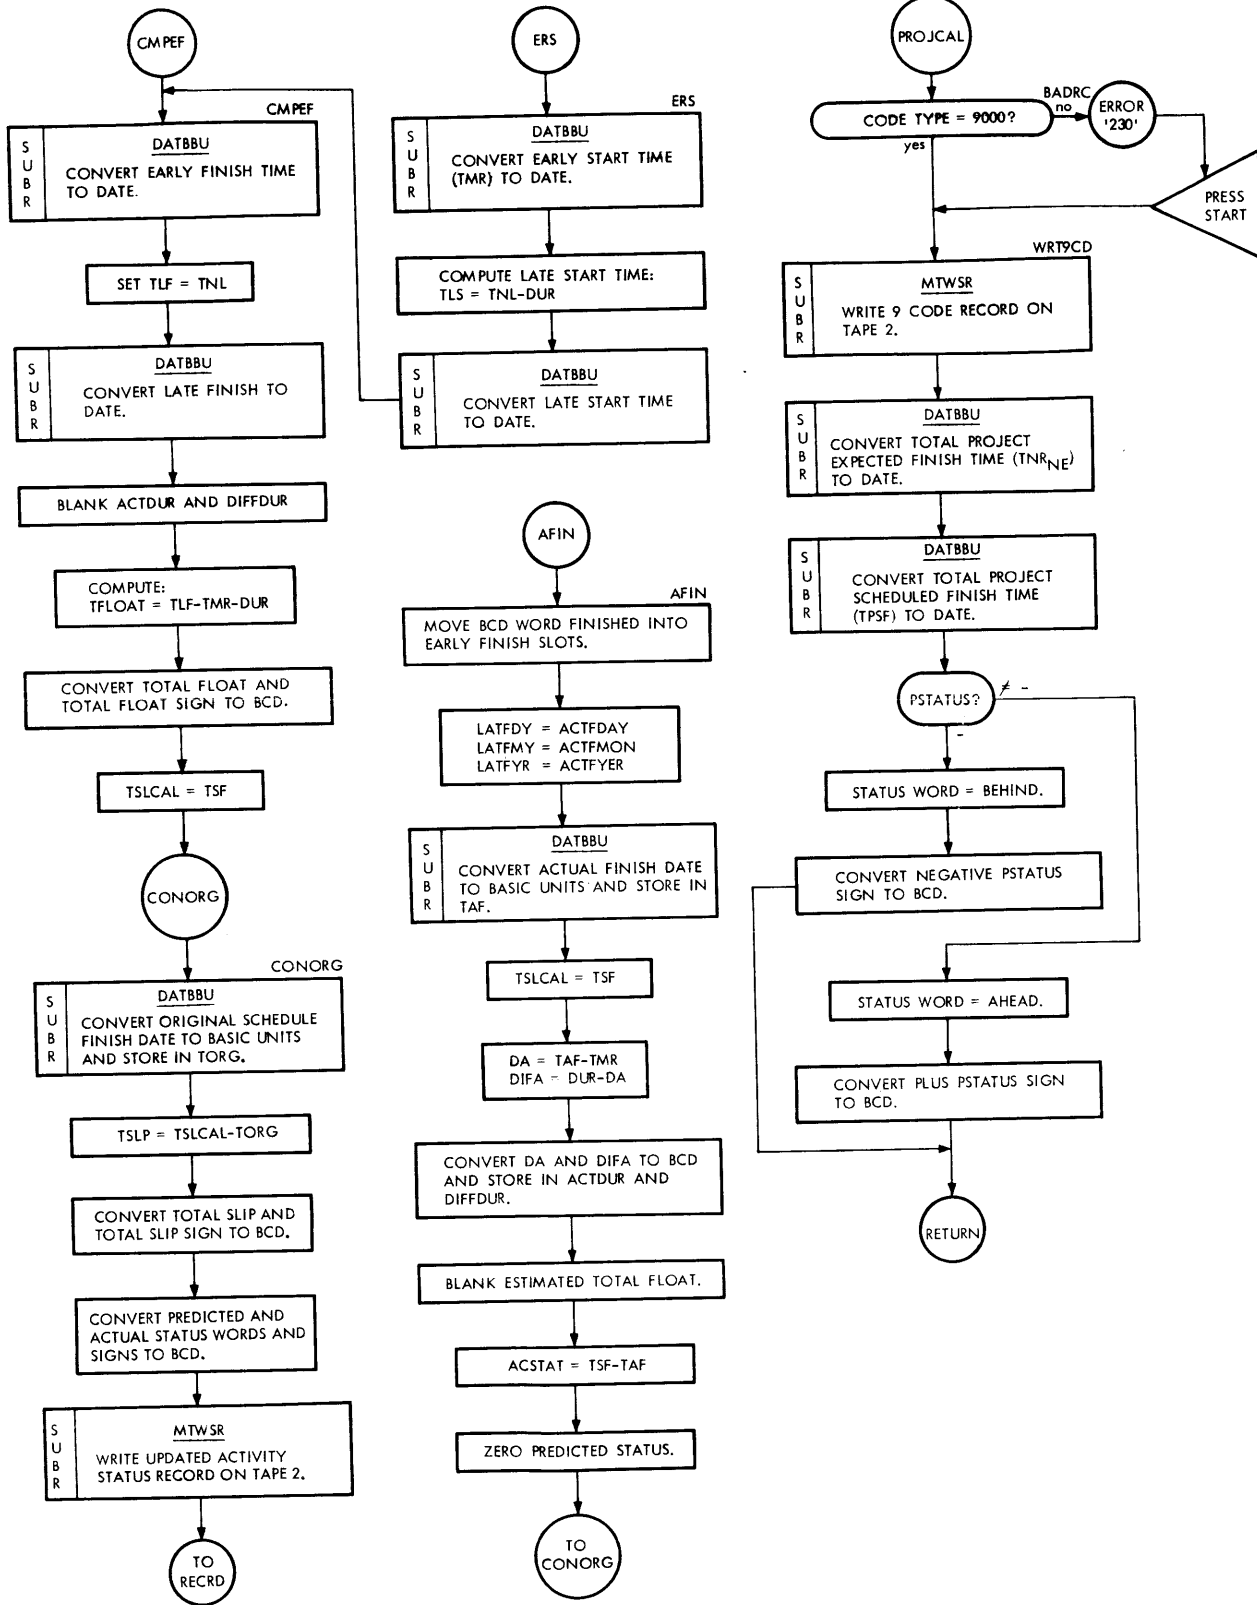 CMPEF
CMPEF
SUBR
DATBBU
CONVERT EARLY FINISH TIME
TO DATE.
SET TLF = TNL
SUBR
DATBBU
CONVERT LATE FINISH TO
DATE.
BLANK ACTDUR AND DIFFDUR
COMPUTE:
TFLOAT = TLF-TMR-DUR
CONVERT TOTAL FLOAT AND
TOTAL FLOAT SIGN TO BCD.
TSLCAL = TSF
CONORG
CONORG
SUBR
DATBBU
CONVERT ORIGINAL SCHEDULE
FINISH DATE TO BASIC UNITS
AND STORE IN TORG.
TSLP = TSLCAL-TORG
CONVERT TOTAL SLIP AND
TOTAL SLIP SIGN TO BCD.
CONVERT PREDICTED AND
ACTUAL STATUS WORDS AND
SIGNS TO BCD.
SUBR
MTWSR
WRITE UPDATED ACTIVITY
STATUS RECORD ON TAPE 2.
TO
RECRD
ERS
ERS
SUBR
DATBBU
CONVERT EARLY START TIME
(TMR) TO DATE.
COMPUTE LATE START TIME:
TLS = TNL-DUR
SUBR
DATBBU
CONVERT LATE START TIME
TO DATE.
AFIN
AFIN
MOVE BCD WORD FINISHED INTO
EARLY FINISH SLOTS.
LATFDY = ACTFDAY
LATFMY = ACTFMON
LATFYR = ACTFYER
SUBR
DATBBU
CONVERT ACTUAL FINISH DATE
TO BASIC UNITS AND STORE IN
TAF.
TSLCAL = TSF
DA = TAF-TMR
DIFA = DUR-DA
CONVERT DA AND DIFA TO BCD
AND STORE IN ACTDUR AND
DIFFDUR.
BLANK ESTIMATED TOTAL FLOAT.
ACSTAT = TSF-TAF
ZERO PREDICTED STATUS.
TO
CONORG
PROJCAL
CODE TYPE = 9000?
BADRC
no
ERROR
'230'
yes
PRESS
START
WRT9CD
SUBR
MTWSR
WRITE 9 CODE RECORD ON
TAPE 2.
SUBR
DATBBU
CONVERT TOTAL PROJECT
EXPECTED FINISH TIME (TNR NE)
TO DATE.
SUBR
DATBBU
CONVERT TOTAL PROJECT
SCHEDULED FINISH TIME
(TPSF) TO DATE.
PSTATUS?
≠ -
-
STATUS WORD = BEHIND.
CONVERT NEGATIVE PSTATUS
SIGN TO BCD.
STATUS WORD = AHEAD.
CONVERT PLUS PSTATUS SIGN
TO BCD.
RETURN